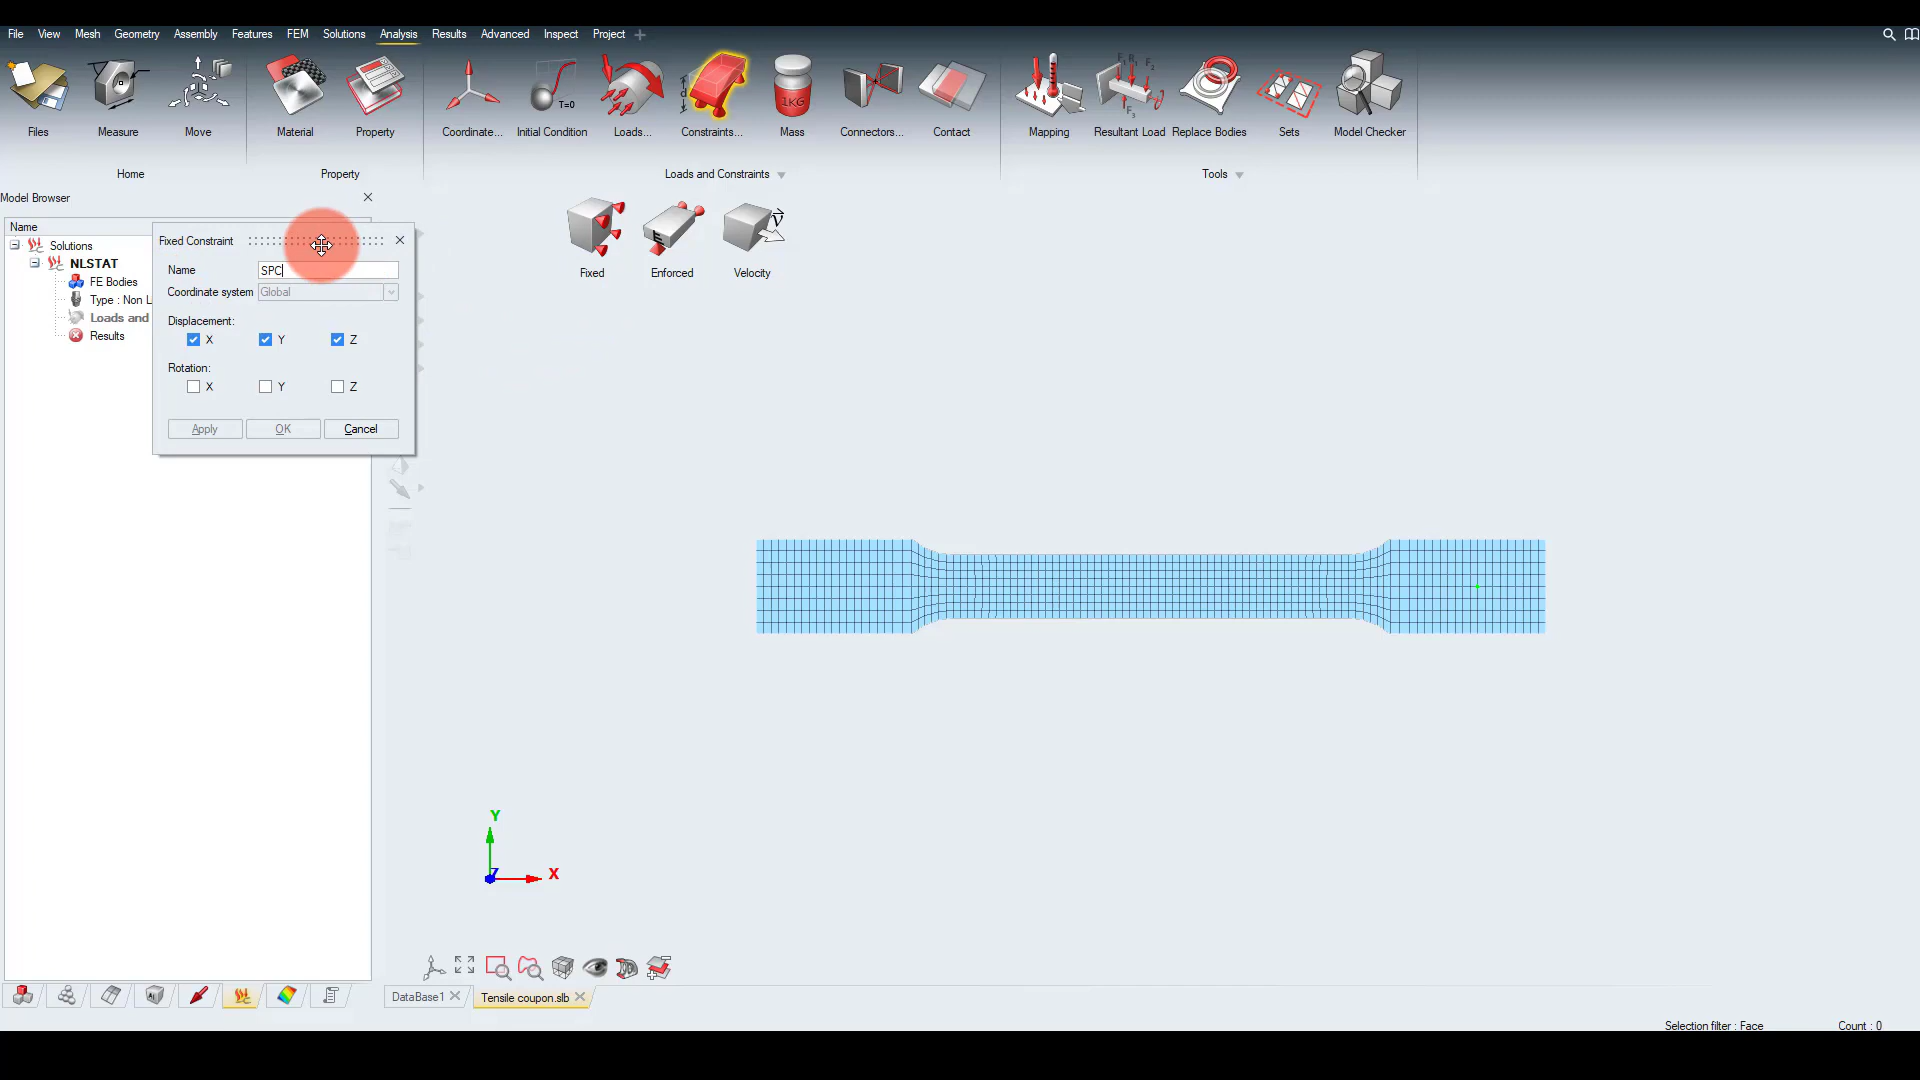 File View Mesh Geometry Assembly Features FEM Solutions Analysis Results Advanced Inspect Project
T=0
1KG
F₃
Files Measure Move Material Property Coordinate... Initial Condition Loads... Constraints... Mass Connectors... Contact Mapping Resultant Load Replace Bodies Sets Model Checker
Home Property Loads and Constraints Tools
Model Browser
Name
Solutions
NLSTAT
FE Bodies
Type : Non L
Loads and
Results
Fixed Constraint
Name SPC
Coordinate system Global
Displacement:
X Y Z
Rotation:
X Y Z
Apply OK Cancel
E
V
Fixed Enforced Velocity
Y
Z X
DataBase1 Tensile coupon.slb
Selection filter : Face Count : 0